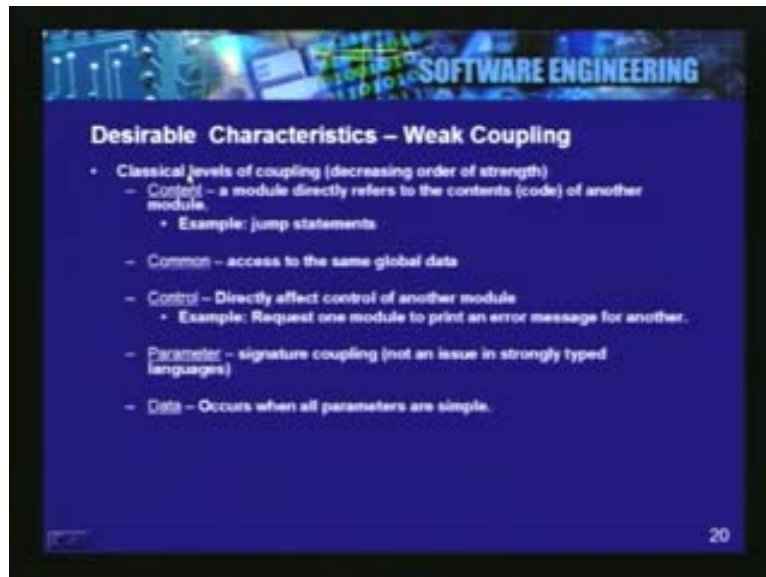 SOFTWARE ENGINEERING
Desirable Characteristics – Weak Coupling
• Classical levels of coupling (decreasing order of strength)
– Content – a module directly refers to the contents (code) of another
module.
• Example: jump statements
– Common – access to the same global data
– Control – Directly affect control of another module
• Example: Request one module to print an error message for another.
– Parameter – signature coupling (not an issue in strongly typed
languages)
– Data – Occurs when all parameters are simple.
20